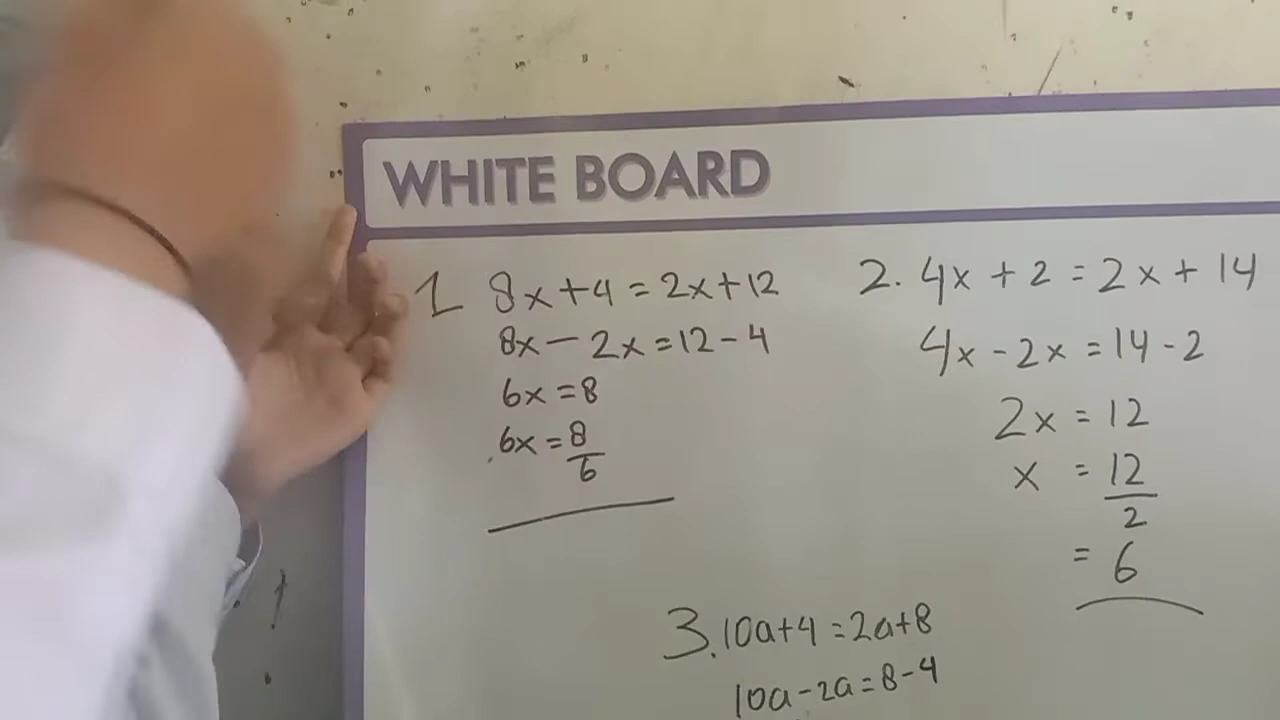 WHITE BOARD
1 8x+4=2x+12
8x-2x=12-4
6x=8
.6x=8/6
2. 4x+2=2x+14
4x-2x=14-2
2x=12
x=12/2
=6
3.10a+4=2a+8
10a-2a=8-4